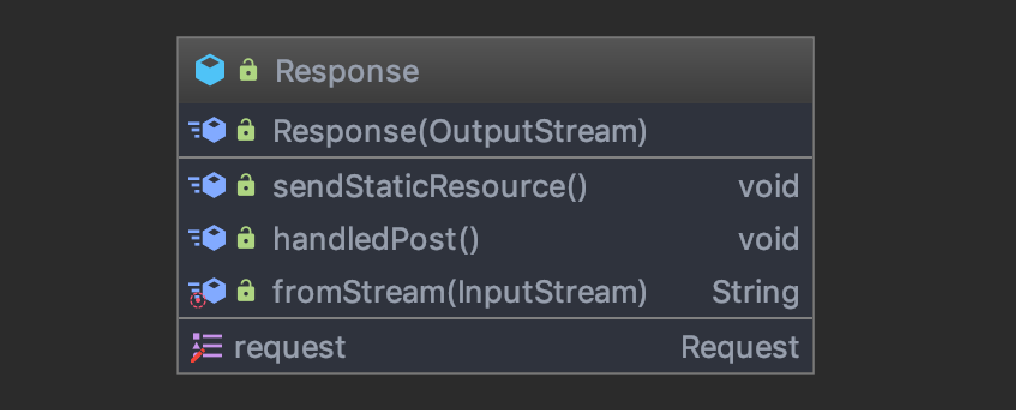 Response
Response(OutputStream)
sendStaticResource() void
handledPost() void
fromStream(InputStream) String
request Request